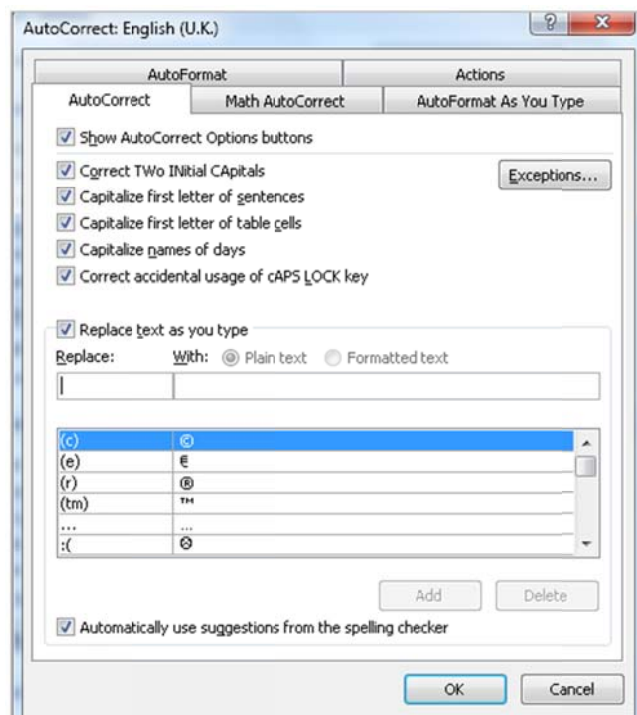 AutoCorrect: English (U.K.)
AutoFormat Actions
AutoCorrect Math AutoCorrect AutoFormat As You Type
Show AutoCorrect Options buttons
Correct TWo INitial CApitals Exceptions...
Capitalize first letter of sentences
Capitalize first letter of table cells
Capitalize names of days
Correct accidental usage of cAPS LOCK key
Replace text as you type
Replace: With: Plain text Formatted text
(c) ©
(e) €
(r) ®
(tm) ™
... …
:( ☹
Add Delete
Automatically use suggestions from the spelling checker
OK Cancel